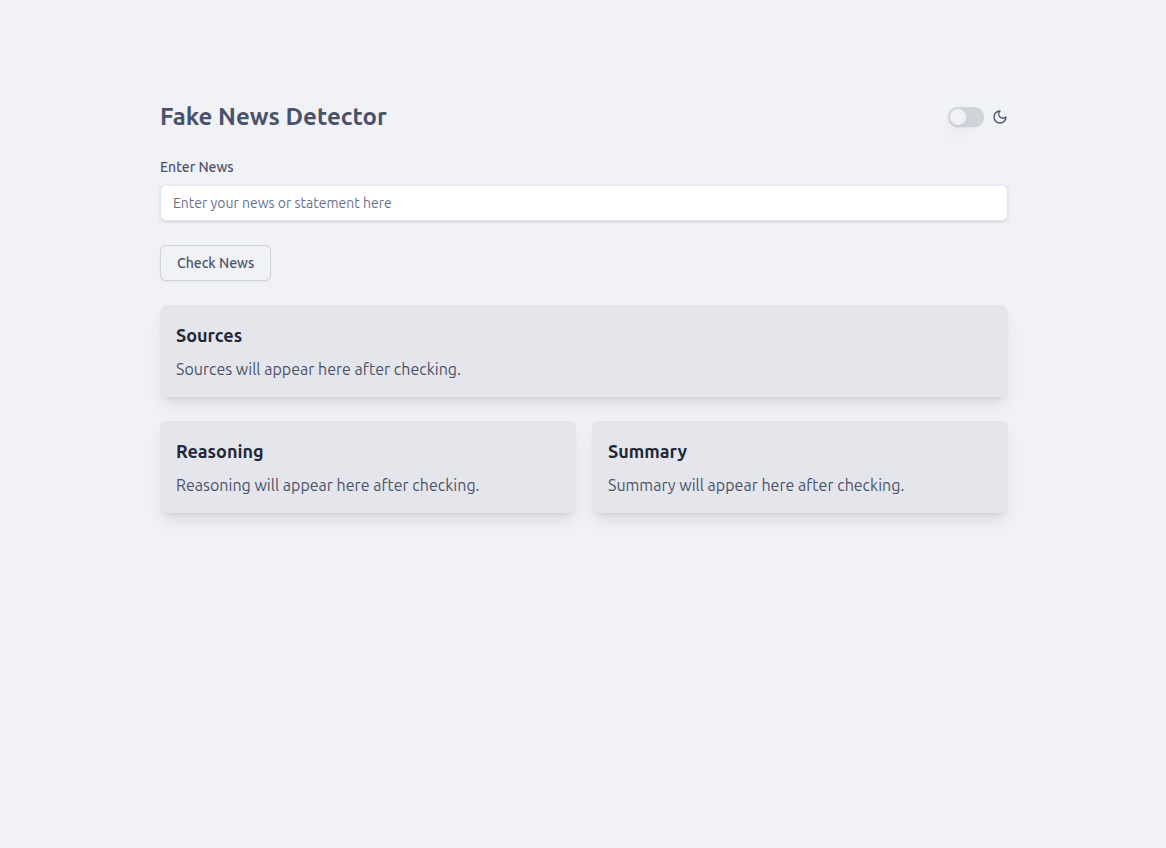 Fake News Detector
Enter News
Enter your news or statement here
Check News
Sources
Sources will appear here after checking.
Reasoning
Reasoning will appear here after checking.
Summary
Summary will appear here after checking.